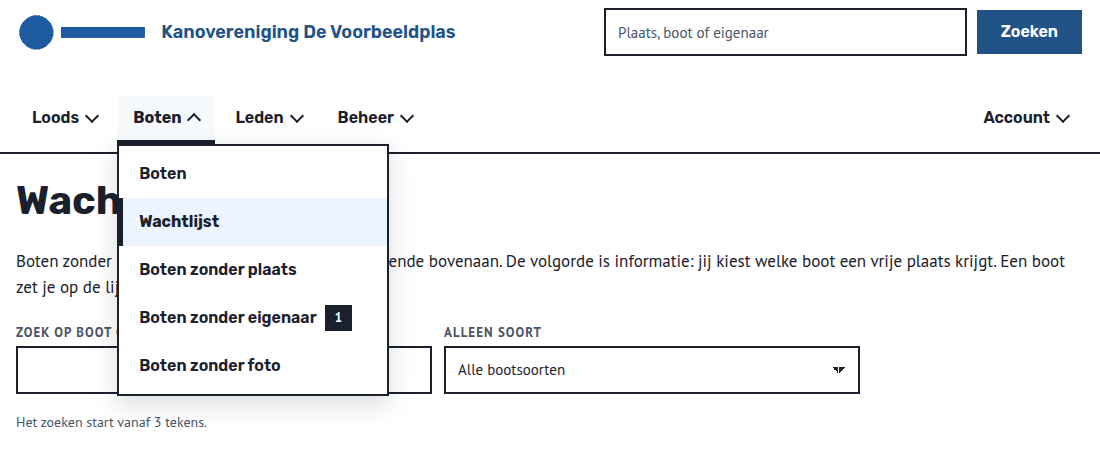 Kanovereniging De Voorbeeldplas
Plaats, boot of eigenaar
Zoeken
Loods
Boten
Leden
Beheer
Account
Boten
Wachtlijst
Boten zonder plaats
Boten zonder eigenaar 1
Boten zonder foto
Wach
Boten zonder
ende bovenaan. De volgorde is informatie: jij kiest welke boot een vrije plaats krijgt. Een boot
zet je op de lij
ZOEK OP BOOT
ALLEEN SOORT
Alle bootsoorten
Het zoeken start vanaf 3 tekens.